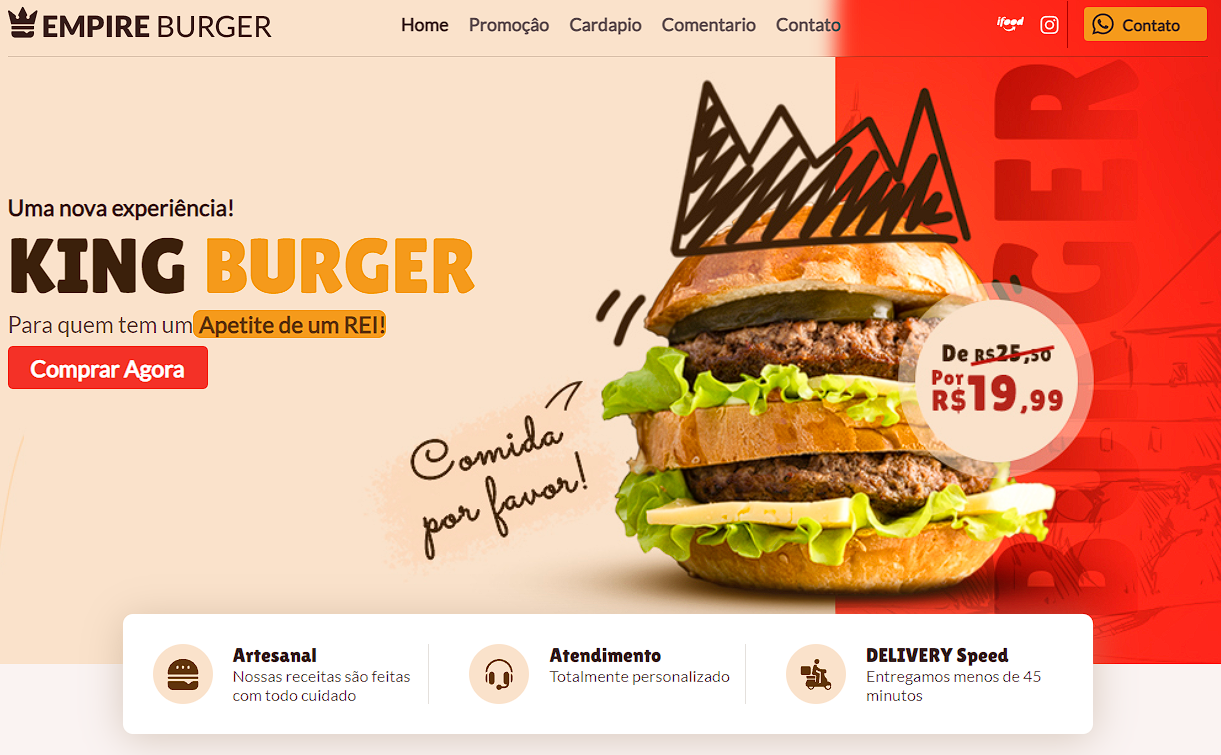 EMPIRE BURGER
Home Promoçâo Cardapio Comentario Contato
ifood
Contato
BURGER
Uma nova experiência!
KING BURGER
Para quem tem um Apetite de um REI!
Comprar Agora
De R$25,50
Por
R$19,99
Comida
por favor!
Artesanal
Nossas receitas são feitas
com todo cuidado
Atendimento
Totalmente personalizado
DELIVERY Speed
Entregamos menos de 45
minutos